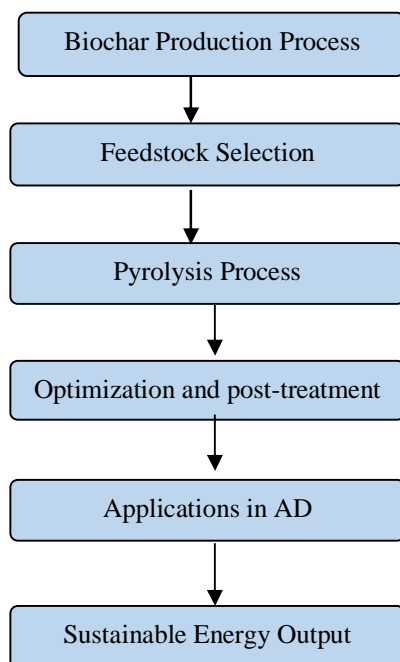 Biochar Production Process
Feedstock Selection
Pyrolysis Process
Optimization and post-treatment
Applications in AD
Sustainable Energy Output